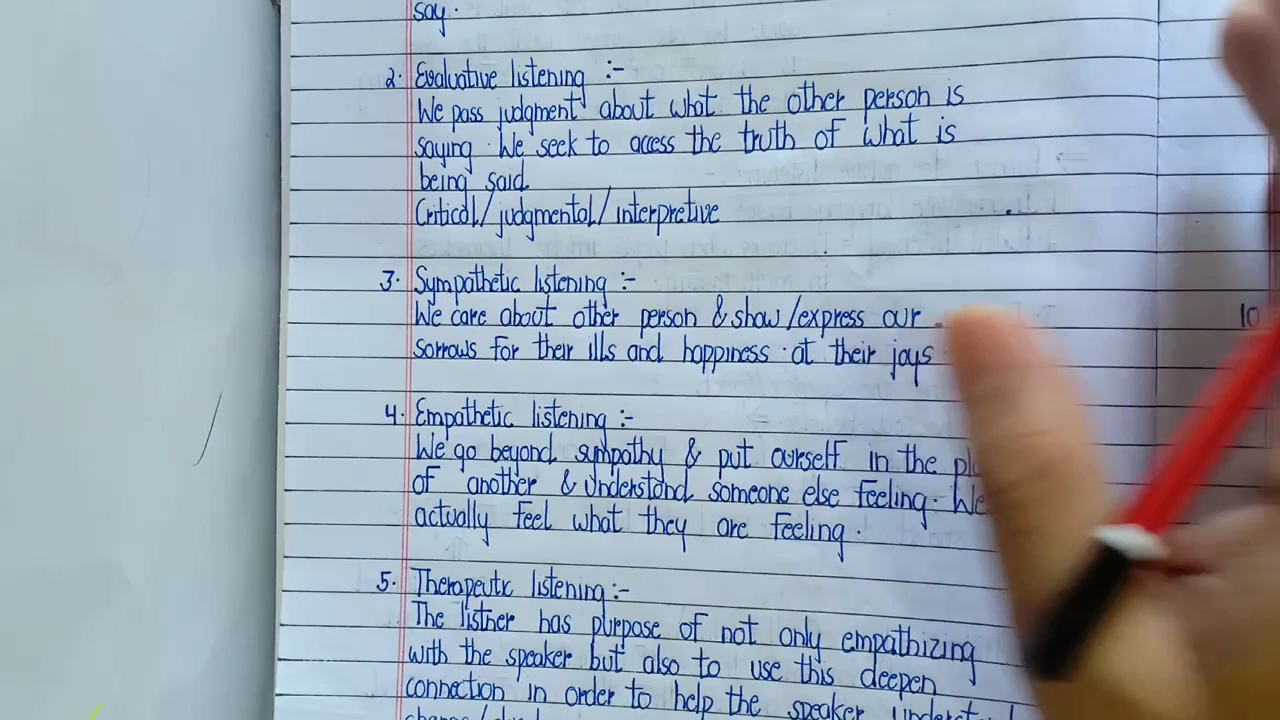 say.
2. Evaluative listening :-
We pass judgment about what the other person is
saying. We seek to access the truth of what is
being said
Critical/judgmental/interpretive
3. Sympathetic listening :-
We care about other person & show/express our
sorrows for their ills and happiness at their joys
4. Empathetic listening :-
We go beyond sympathy & put ourself in the
of another & understand someone else feeling. We
actually feel what they are feeling.
5. Therapeutic listening :-
The listner has purpose of not only empathizing
with the speaker but also to use this deepen
connection in order to help the speaker
10